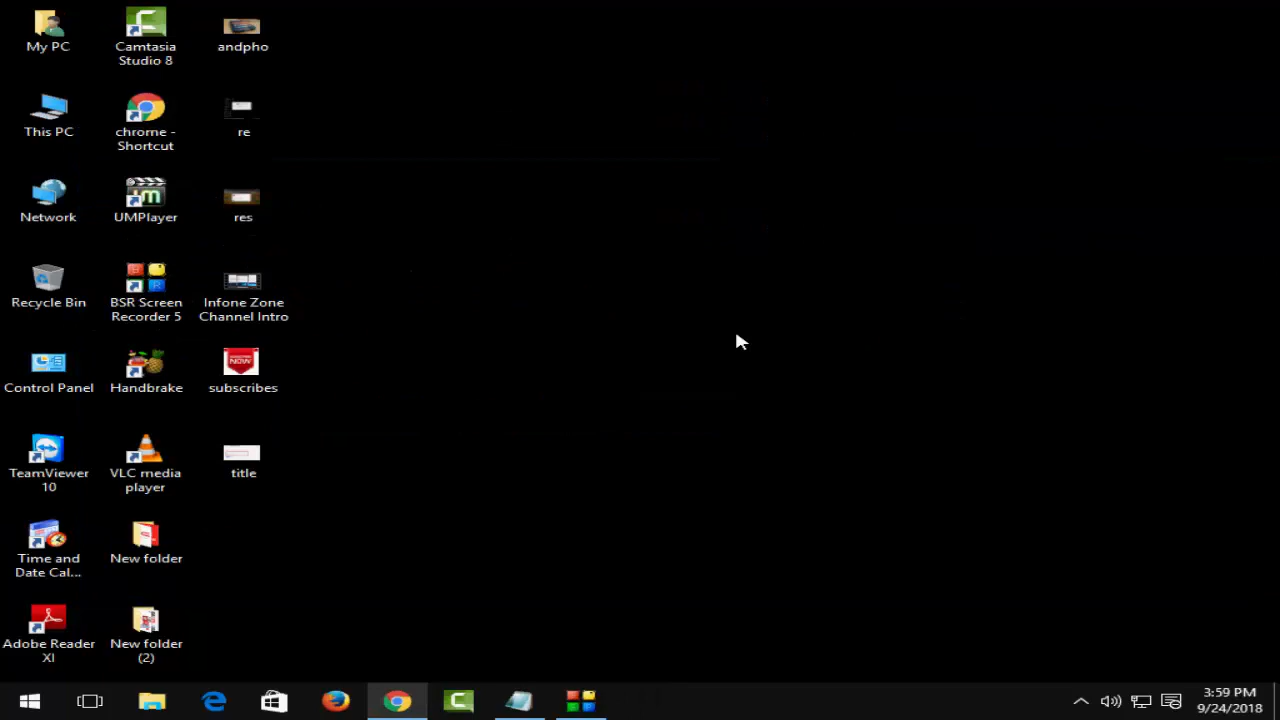 My PC
Camtasia
Studio 8
andpho
This PC
chrome -
Shortcut
re
Network
UMPlayer
res
Recycle Bin
BSR Screen
Recorder 5
Infone Zone
Channel Intro
Control Panel
Handbrake
NOW
subscribes
TeamViewer
10
VLC media
player
title
Time and
Date Cal...
New folder
Adobe Reader
XI
New folder
(2)
3:59 PM
9/24/2018